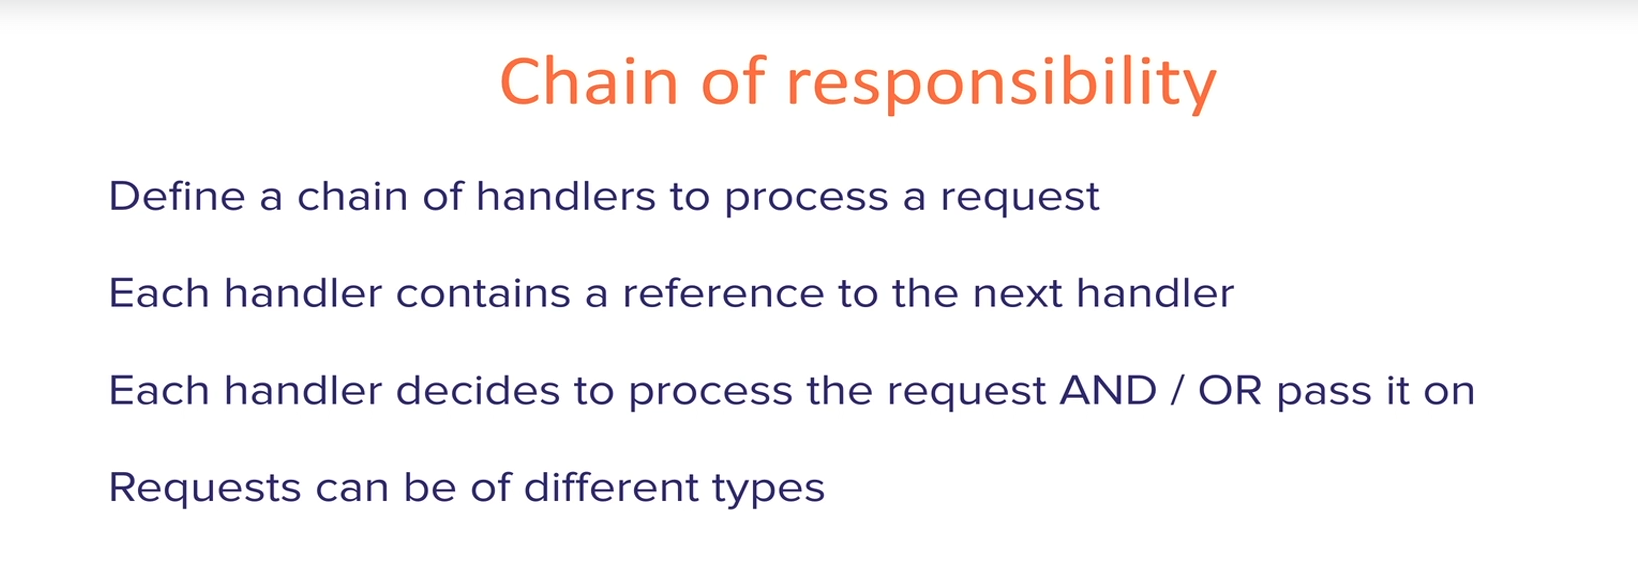 Chain of responsibility
Define a chain of handlers to process a request
Each handler contains a reference to the next handler
Each handler decides to process the request AND / OR pass it on
Requests can be of different types